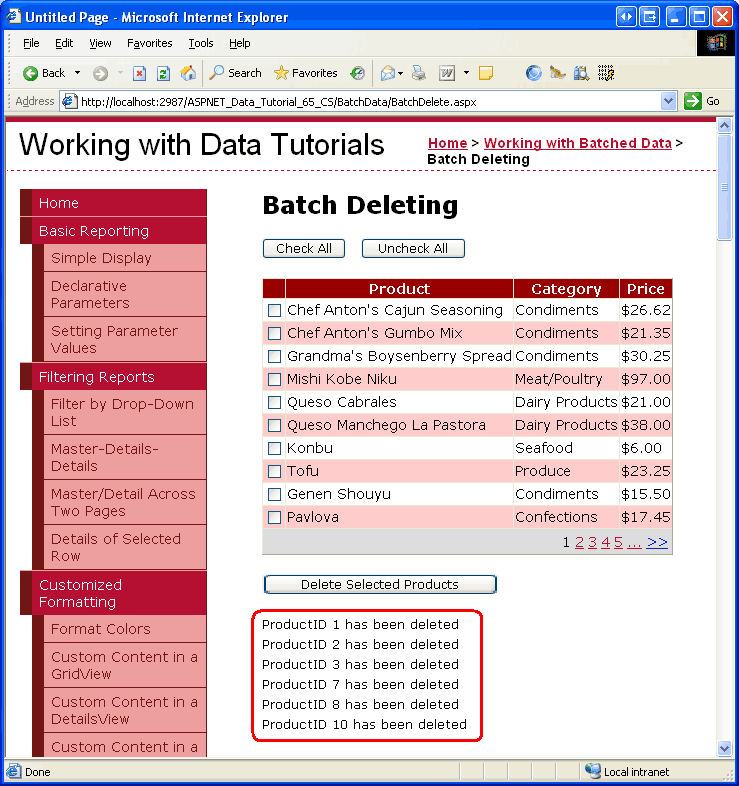 Untitled Page - Microsoft Internet Explorer
File Edit View Favorites Tools Help
Back Search Favorites
Address http://localhost:2987/ASPNET_Data_Tutorial_65_CS/BatchData/BatchDelete.aspx Go
Working with Data Tutorials
Home > Working with Batched Data >
Batch Deleting
Home
Basic Reporting
Simple Display
Declarative
Parameters
Setting Parameter
Values
Filtering Reports
Filter by Drop-Down
List
Master-Details-
Details
Master/Detail Across
Two Pages
Details of Selected
Row
Customized
Formatting
Format Colors
Custom Content in a
GridView
Custom Content in a
DetailsView
Custom Content in a
Batch Deleting
Check All Uncheck All
Product Category Price
Chef Anton's Cajun Seasoning Condiments $26.62
Chef Anton's Gumbo Mix Condiments $21.35
Grandma's Boysenberry Spread Condiments $30.25
Mishi Kobe Niku Meat/Poultry $97.00
Queso Cabrales Dairy Products $21.00
Queso Manchego La Pastora Dairy Products $38.00
Konbu Seafood $6.00
Tofu Produce $23.25
Genen Shouyu Condiments $15.50
Pavlova Confections $17.45
1 2 3 4 5 ... >>
Delete Selected Products
ProductID 1 has been deleted
ProductID 2 has been deleted
ProductID 3 has been deleted
ProductID 7 has been deleted
ProductID 8 has been deleted
ProductID 10 has been deleted
Done Local intranet